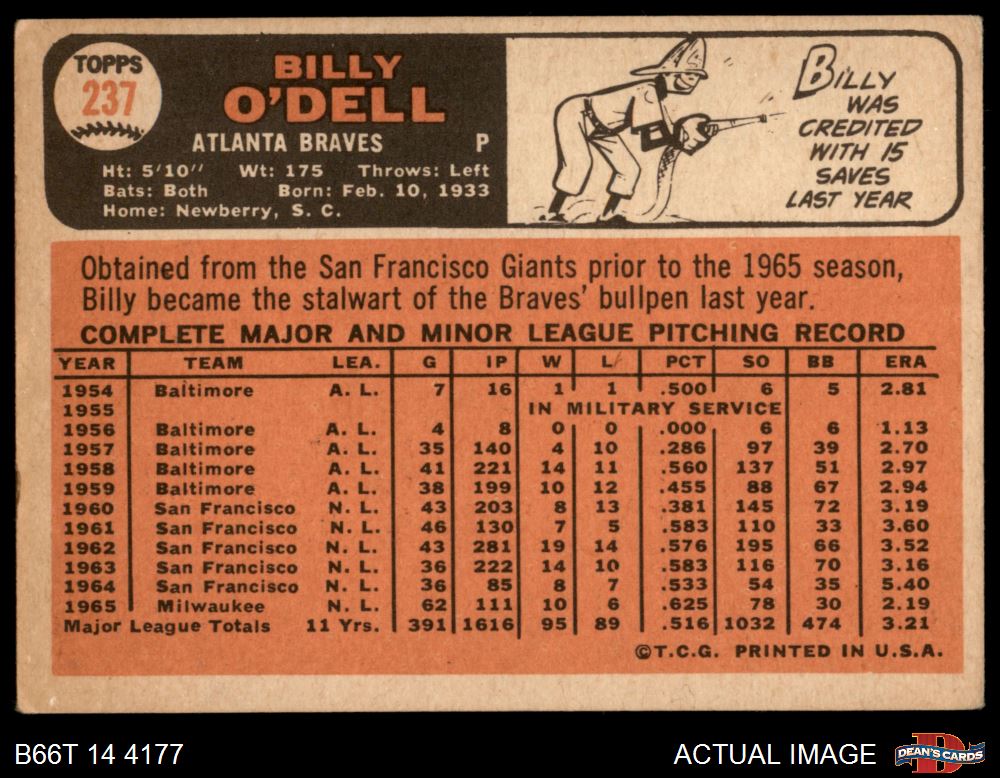 TOPPS
237
BILLY
O'DELL
ATLANTA BRAVES P
Ht: 5'10" Wt: 175 Throws: Left
Bats: Both Born: Feb. 10, 1933
Home: Newberry, S. C.
BILLY
WAS
CREDITED
WITH 15
SAVES
LAST YEAR
Obtained from the San Francisco Giants prior to the 1965 season,
Billy became the stalwart of the Braves' bullpen last year.
COMPLETE MAJOR AND MINOR LEAGUE PITCHING RECORD
YEAR TEAM LEA. G IP W L PCT SO BB ERA
1954 Baltimore A. L. 7 16 1 1 .500 6 5 2.81
1955 IN MILITARY SERVICE
1956 Baltimore A. L. 4 8 0 0 .000 6 6 1.13
1957 Baltimore A. L. 35 140 4 10 .286 97 39 2.70
1958 Baltimore A. L. 41 221 14 11 .560 137 51 2.97
1959 Baltimore A. L. 38 199 10 12 .455 88 67 2.94
1960 San Francisco N. L. 43 203 8 13 .381 145 72 3.19
1961 San Francisco N. L. 46 130 7 5 .583 110 33 3.60
1962 San Francisco N. L. 43 281 19 14 .576 195 66 3.52
1963 San Francisco N. L. 36 222 14 10 .583 116 70 3.16
1964 San Francisco N. L. 36 85 8 7 .533 54 35 5.40
1965 Milwaukee N. L. 62 111 10 6 .625 78 30 2.19
Major League Totals 11 Yrs. 391 1616 95 89 .516 1032 474 3.21
©T.C.G. PRINTED IN U.S.A.
B66T 14 4177
ACTUAL IMAGE
DEAN'S CARDS